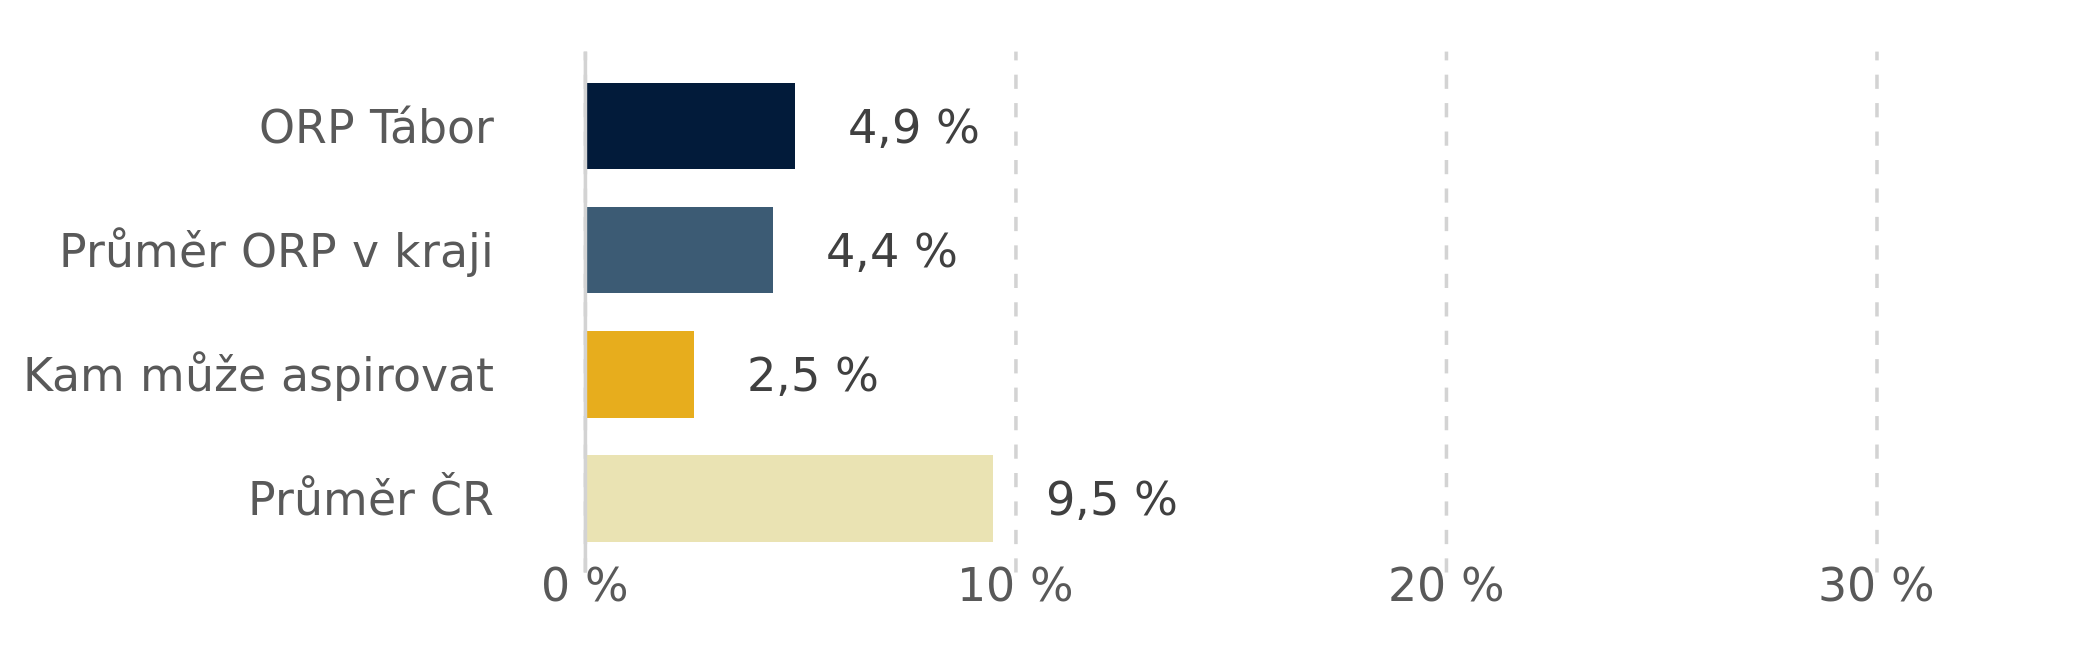 ORP Tábor 4,9 %
Průměr ORP v kraji 4,4 %
Kam může aspirovat 2,5 %
Průměr ČR 9,5 %
0 % 10 % 20 % 30 %